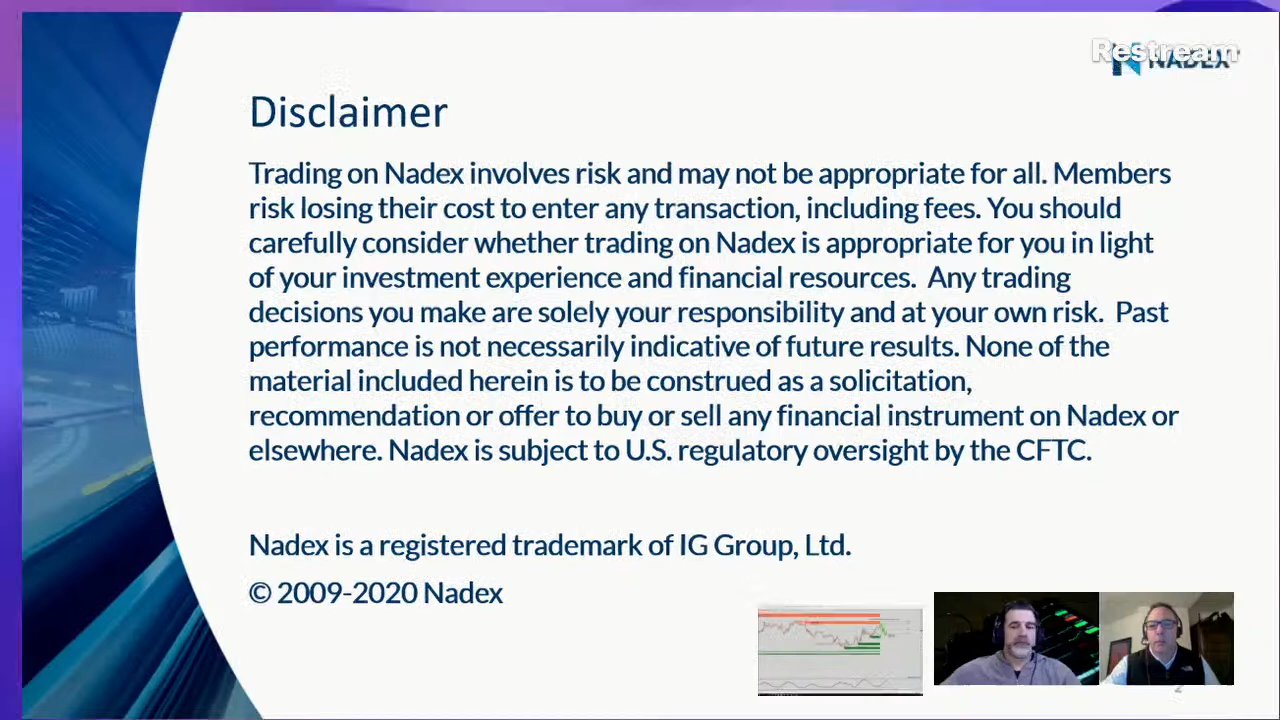 Restream
NADEX
Disclaimer
Trading on Nadex involves risk and may not be appropriate for all. Members
risk losing their cost to enter any transaction, including fees. You should
carefully consider whether trading on Nadex is appropriate for you in light
of your investment experience and financial resources.  Any trading
decisions you make are solely your responsibility and at your own risk.  Past
performance is not necessarily indicative of future results. None of the
material included herein is to be construed as a solicitation,
recommendation or offer to buy or sell any financial instrument on Nadex or
elsewhere. Nadex is subject to U.S. regulatory oversight by the CFTC.
Nadex is a registered trademark of IG Group, Ltd.
© 2009-2020 Nadex
2